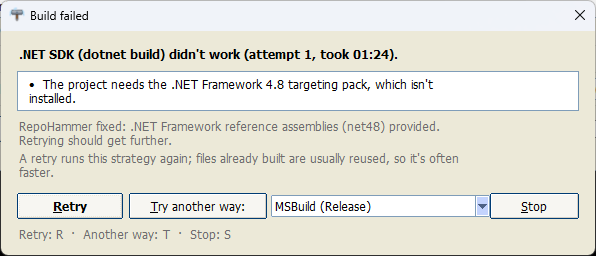 Build failed
.NET SDK (dotnet build) didn't work (attempt 1, took 01:24).
• The project needs the .NET Framework 4.8 targeting pack, which isn't
installed.
RepoHammer fixed: .NET Framework reference assemblies (net48) provided.
Retrying should get further.
A retry runs this strategy again; files already built are usually reused, so it's often
faster.
Retry Try another way: MSBuild (Release) Stop
Retry: R · Another way: T · Stop: S